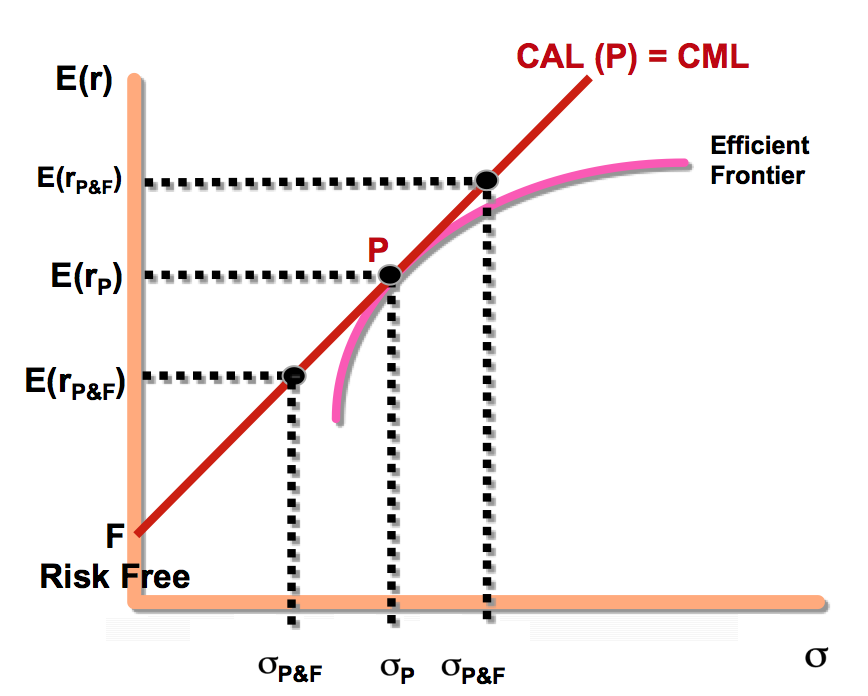 CAL (P) = CML
E(r)
Efficient
Frontier
E(rP&F)
P
E(rP)
E(rP&F)
F
Risk Free
σP&F
σP
σP&F
σ